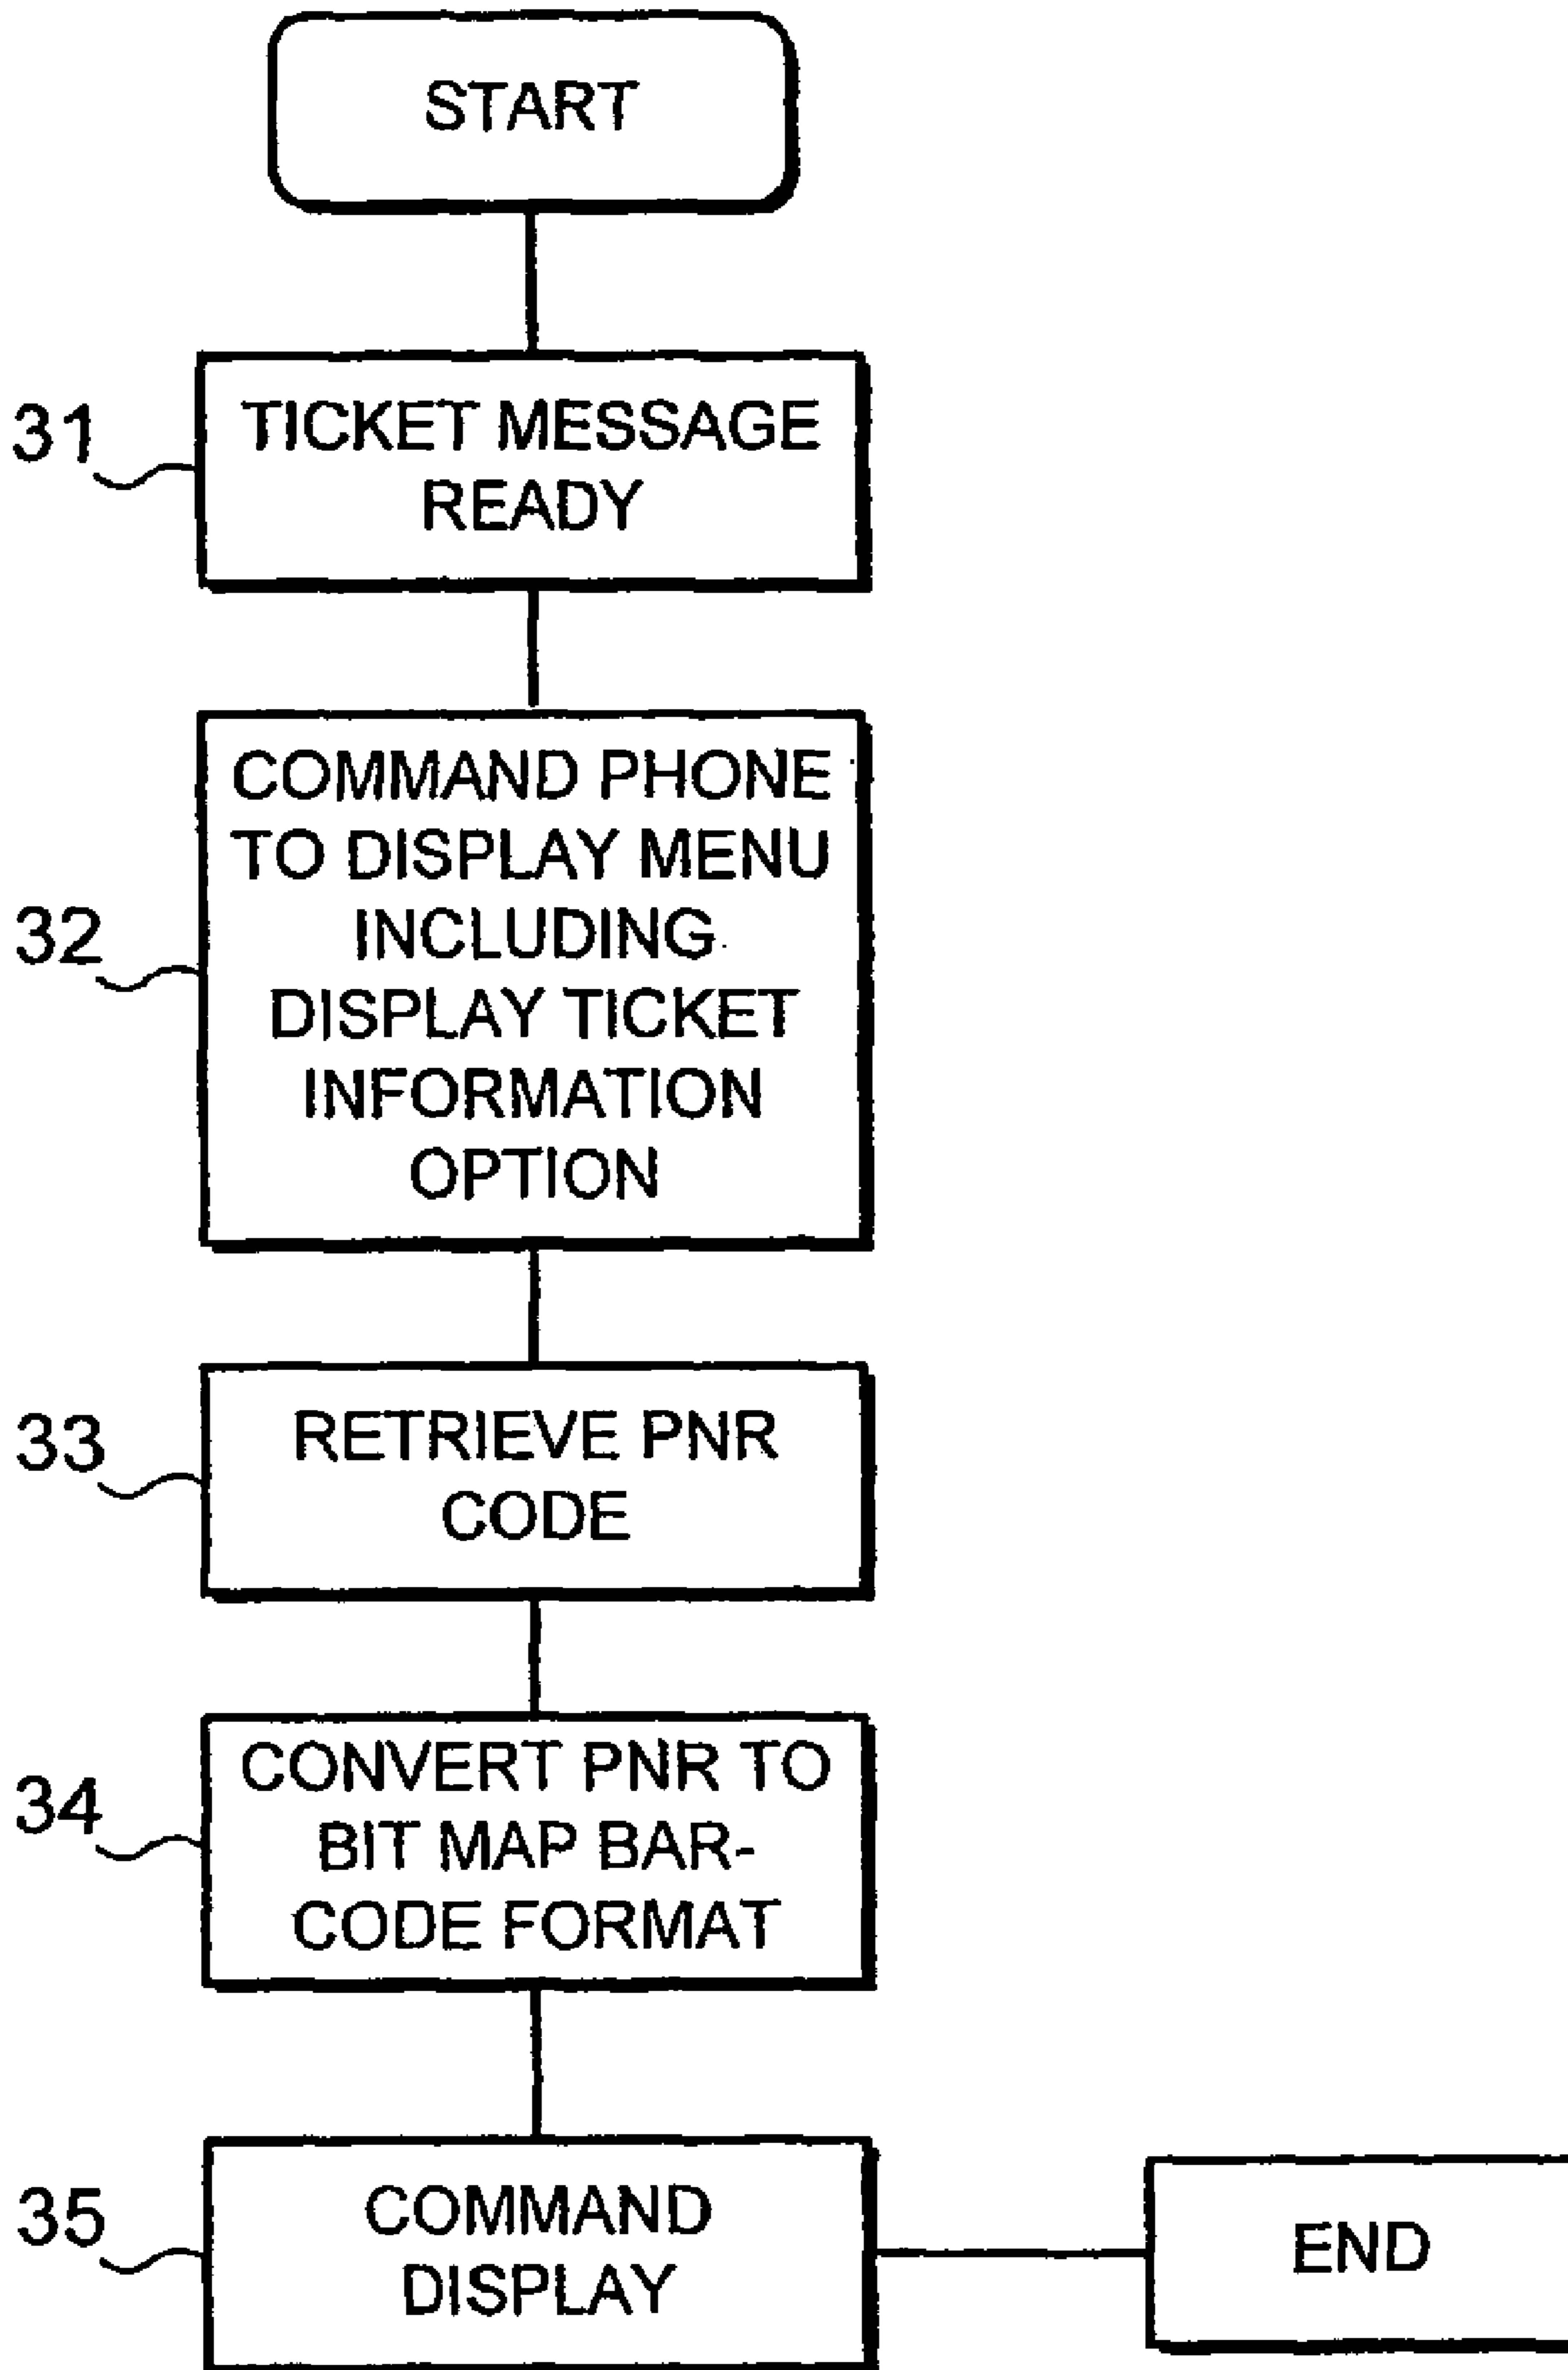 START
31
TICKET MESSAGE
READY
32
COMMAND PHONE
TO DISPLAY MENU
INCLUDING
DISPLAY TICKET
INFORMATION
OPTION
33
RETRIEVE PNR
CODE
34
CONVERT PNR TO
BIT MAP BAR-
CODE FORMAT
35
COMMAND
DISPLAY
END